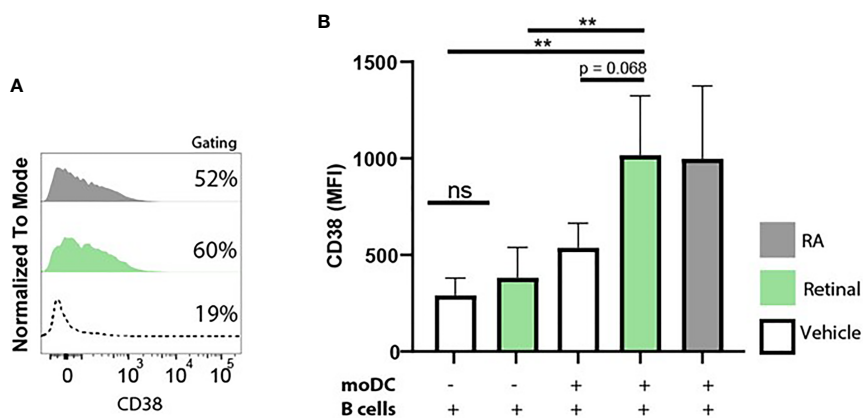 A
Gating
52%
60%
19%
Normalized To Mode
0 10³ 10⁴ 10⁵
CD38
B
**
**
p = 0.068
ns
1500
1000
500
0
CD38 (MFI)
moDC - - + + +
B cells + + + + +
RA
Retinal
Vehicle